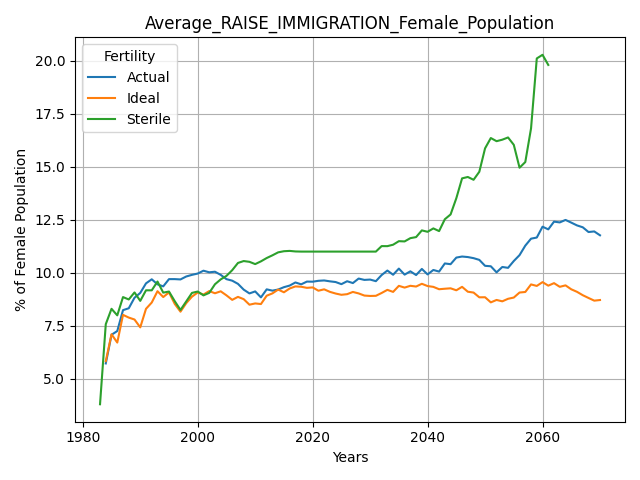 Average_RAISE_IMMIGRATION_Female_Population
Fertility
Actual
Ideal
Sterile
% of Female Population
20.0
17.5
15.0
12.5
10.0
7.5
5.0
1980
2000
2020
2040
2060
Years